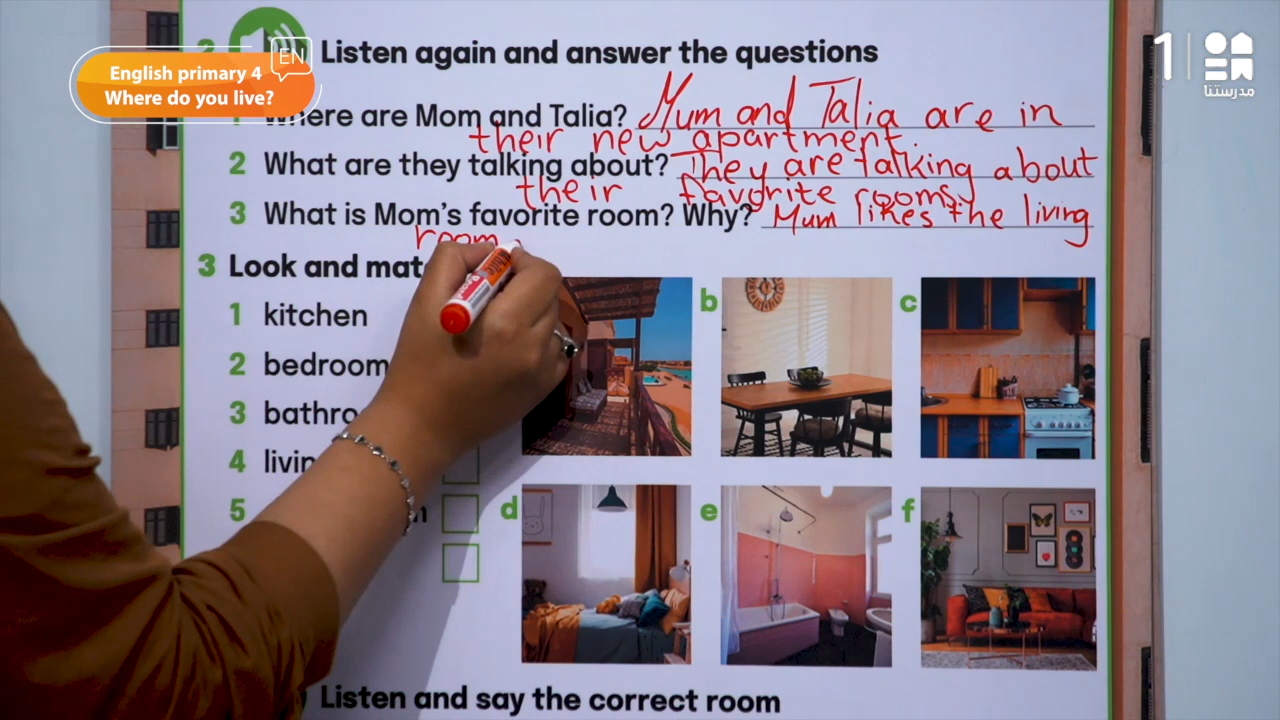 2 Listen again and answer the questions
EN
English primary 4
Where do you live?
1 | مدرستنا
Where are Mom and Talia? Mum and Talia are in
their new apartment.
2 What are they talking about? They are talking about
their favorite rooms.
3 What is Mom's favorite room? Why? Mum likes the living
room
3 Look and mat
1 kitchen
2 bedroom
3 bathro
4 livin
5
a
b
c
d
e
f
Listen and say the correct room